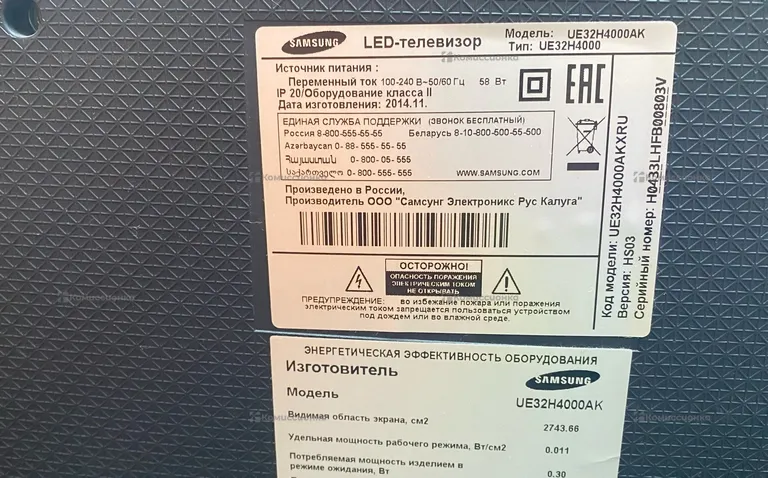 SAMSUNG LED-телевизор Модель: UE32H4000AK
Тип: UE32H4000
Источник питания :
Переменный ток 100-240 В~50/60 Гц 58 Вт
IP 20/Оборудование класса II
Дата изготовления: 2014.11.
EAC
ЕДИНАЯ СЛУЖБА ПОДДЕРЖКИ (ЗВОНОК БЕСПЛАТНЫЙ)
Россия 8-800-555-55-55 Беларусь 8-10-800-500-55-500
Azərbaycan 0- 88- 555- 55- 55
Հայաստան 0- 800- 05- 555
საქართველო 0- 800- 555- 555 WWW.SAMSUNG.COM
Произведено в России,
Производитель ООО "Самсунг Электроникс Рус Калуга"
ОСТОРОЖНО!
ОПАСНОСТЬ ПОРАЖЕНИЯ
ЭЛЕКТРИЧЕСКИМ ТОКОМ
НЕ ОТКРЫВАТЬ
ПРЕДУПРЕЖДЕНИЕ: во избежание пожара или поражения
электрическим током запрещается пользоваться устройством
под дождем или во влажной среде.
Код модели: UE32H4000AKXRU
Версия: HS03
Серийный номер: H0433LHFB00803V
ЭНЕРГЕТИЧЕСКАЯ ЭФФЕКТИВНОСТЬ ОБОРУДОВАНИЯ
Изготовитель SAMSUNG
Модель UE32H4000AK
Видимая область экрана, см2 2743.66
Удельная мощность рабочего режима, Вт/см2 0.011
Потребляемая мощность изделием в
режиме ожидания, Вт 0.30
Комиссионка